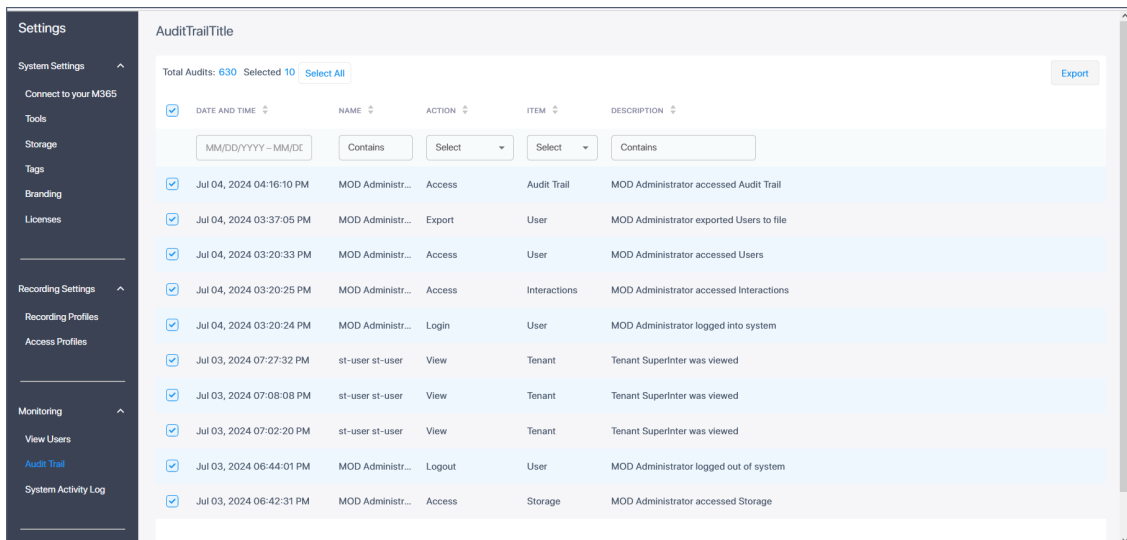 Settings
System Settings
Connect to your M365
Tools
Storage
Tags
Branding
Licenses
Recording Settings
Recording Profiles
Access Profiles
Monitoring
View Users
Audit Trail
System Activity Log
AuditTrailTitle
Total Audits: 630 Selected 10 Select All Export
DATE AND TIME NAME ACTION ITEM DESCRIPTION
MM/DD/YYYY – MM/DD Contains Select Select Contains
Jul 04, 2024 04:16:10 PM MOD Administr... Access Audit Trail MOD Administrator accessed Audit Trail
Jul 04, 2024 03:37:05 PM MOD Administr... Export User MOD Administrator exported Users to file
Jul 04, 2024 03:20:33 PM MOD Administr... Access User MOD Administrator accessed Users
Jul 04, 2024 03:20:25 PM MOD Administr... Access Interactions MOD Administrator accessed Interactions
Jul 04, 2024 03:20:24 PM MOD Administr... Login User MOD Administrator logged into system
Jul 03, 2024 07:27:32 PM st-user st-user View Tenant Tenant SuperInter was viewed
Jul 03, 2024 07:08:08 PM st-user st-user View Tenant Tenant SuperInter was viewed
Jul 03, 2024 07:02:20 PM st-user st-user View Tenant Tenant SuperInter was viewed
Jul 03, 2024 06:44:01 PM MOD Administr... Logout User MOD Administrator logged out of system
Jul 03, 2024 06:42:31 PM MOD Administr... Access Storage MOD Administrator accessed Storage